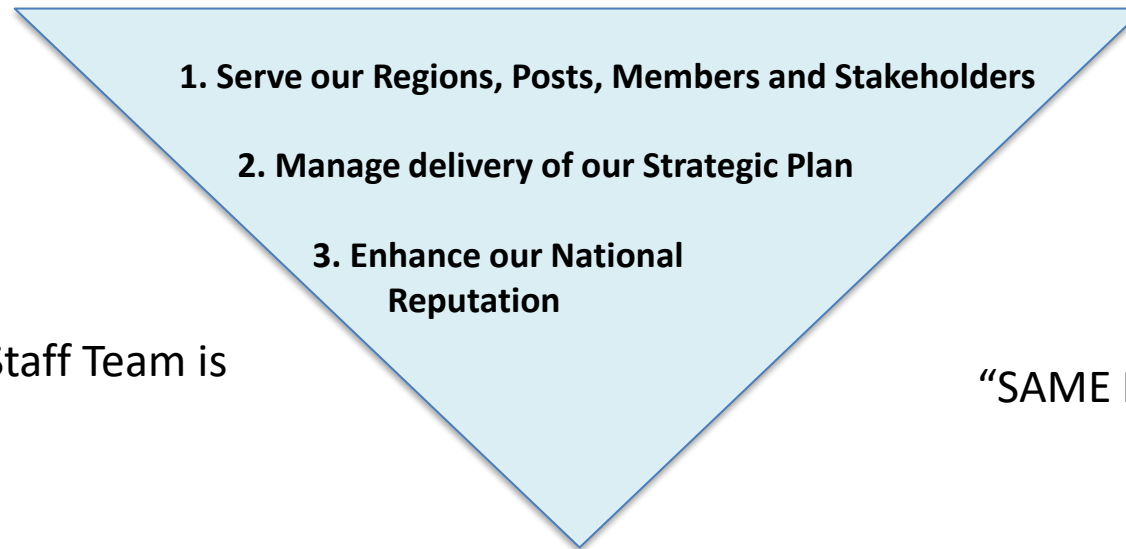 1. Serve our Regions, Posts, Members and Stakeholders
2. Manage delivery of our Strategic Plan
3. Enhance our National
Reputation
Staff Team is
“SAME